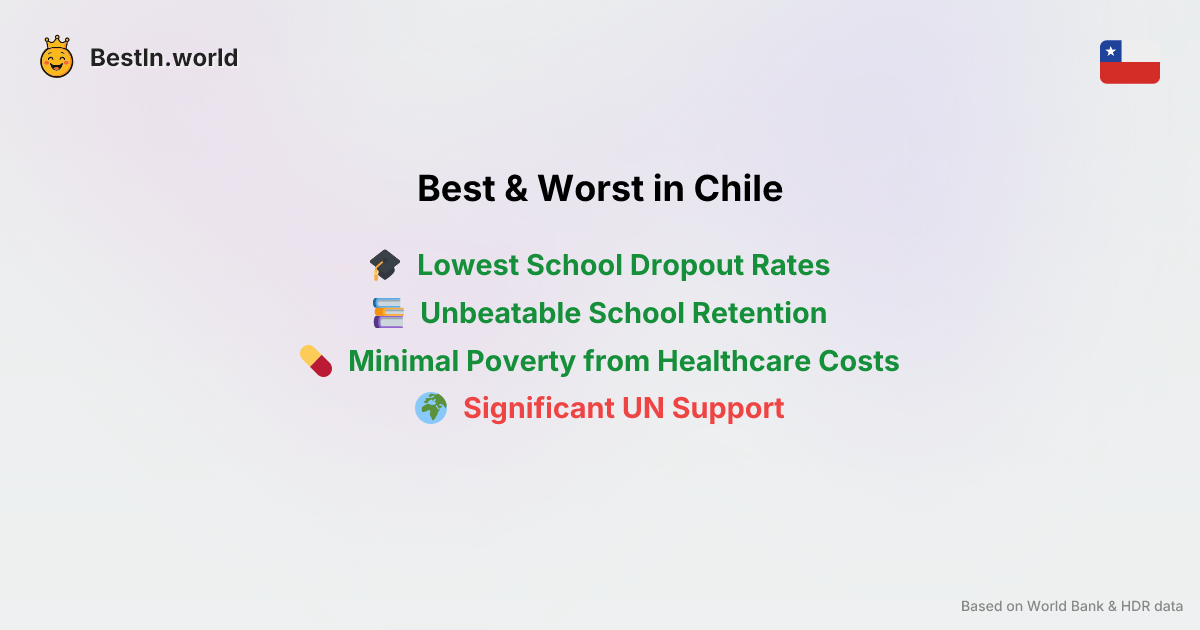 BestIn.world
Best & Worst in Chile
Lowest School Dropout Rates
Unbeatable School Retention
Minimal Poverty from Healthcare Costs
Significant UN Support
Based on World Bank & HDR data